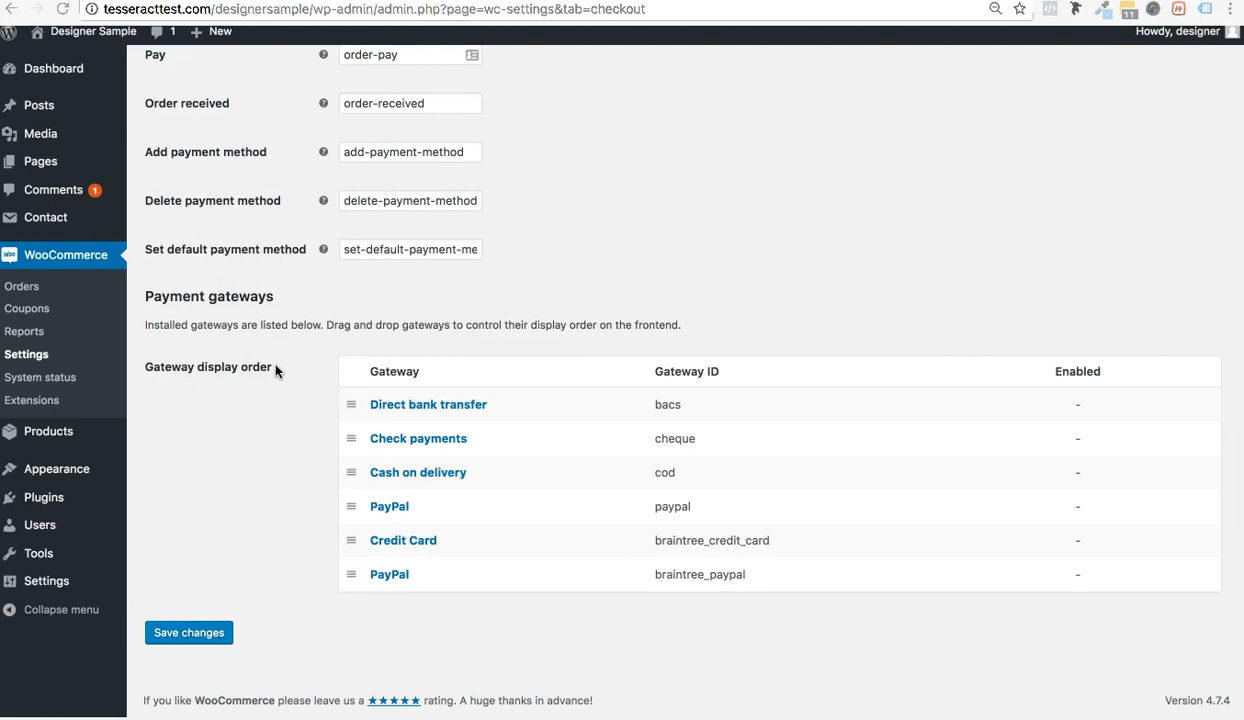 tesseracttest.com/designersample/wp-admin/admin.php?page=wc-settings&tab=checkout
11
Designer Sample 1 New Howdy, designer
Dashboard
Posts
Media
Pages
Comments 1
Contact
WooCommerce
Orders
Coupons
Reports
Settings
System status
Extensions
Products
Appearance
Plugins
Users
Tools
Settings
Collapse menu
Pay ? order-pay
Order received ? order-received
Add payment method ? add-payment-method
Delete payment method ? delete-payment-method
Set default payment method ? set-default-payment-me
Payment gateways
Installed gateways are listed below. Drag and drop gateways to control their display order on the frontend.
Gateway display order
Gateway Gateway ID Enabled
Direct bank transfer bacs -
Check payments cheque -
Cash on delivery cod -
PayPal paypal -
Credit Card braintree_credit_card -
PayPal braintree_paypal -
Save changes
If you like WooCommerce please leave us a ★★★★★ rating. A huge thanks in advance! Version 4.7.4